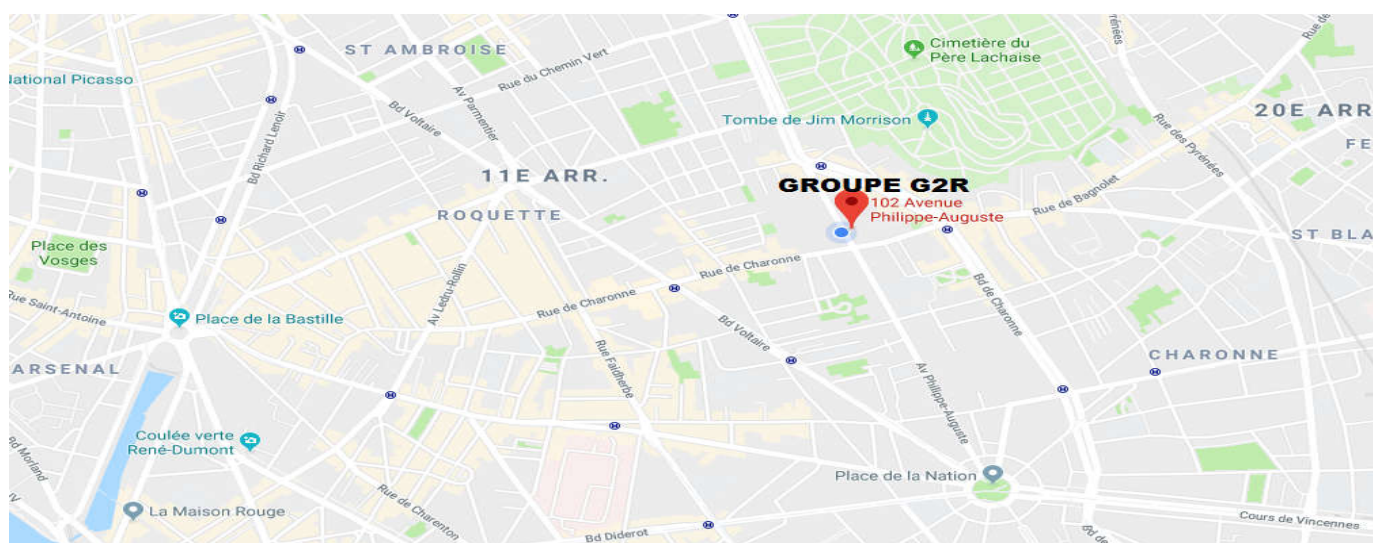 ST AMBROISE
Rue du Chemin Vert
Cimetière du
Père Lachaise
National Picasso
Av Parmentier
Bd Voltaire
Tombe de Jim Morrison
20E ARR
Rue des Pyrénées
Bd Richard Lenoir
11E ARR.
GROUPE G2R
102 Avenue
Philippe-Auguste
Rue de Bagnolet
ROQUETTE
ST BLA
Place des
Vosges
Rue de Charonne
Av Ledru-Rollin
Rue de Charonne
Bd de Charonne
Rue Saint-Antoine
Place de la Bastille
Bd Voltaire
Rue Faidherbe
CHARONNE
ARSENAL
Av Philippe-Auguste
Coulée verte
René-Dumont
Bd Morland
Place de la Nation
La Maison Rouge
Rue de Charenton
Bd Diderot
Cours de Vincennes